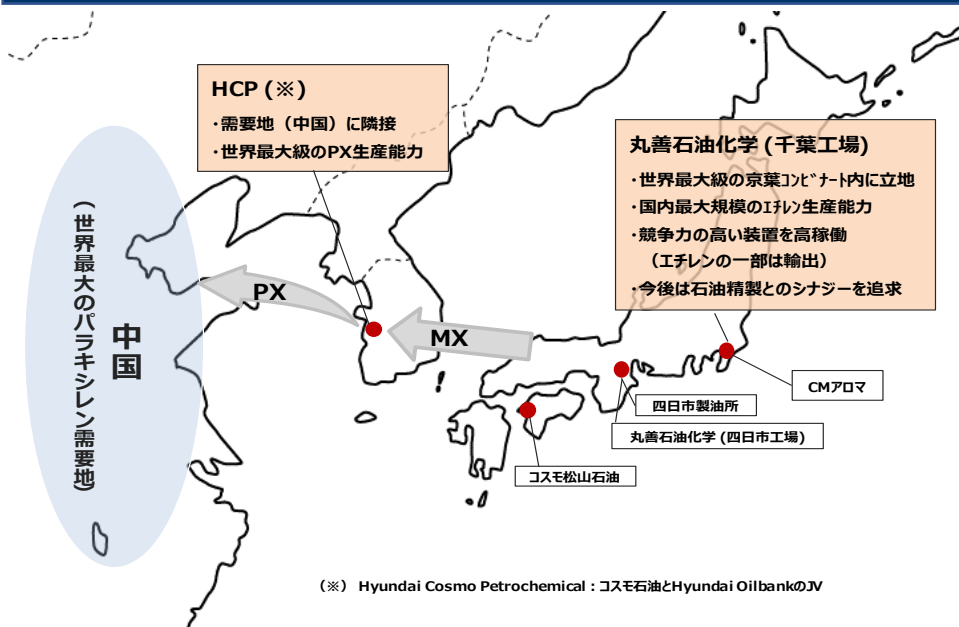 HCP (※)
・需要地（中国）に隣接
・世界最大級のPX生産能力
丸善石油化学 (千葉工場)
・世界最大級の京葉ｺﾝﾋﾞﾅｰﾄ内に立地
・国内最大規模のｴﾁﾚﾝ生産能力
・競争力の高い装置を高稼働
（エチレンの一部は輸出）
・今後は石油精製とのシナジーを追求
中国
(世界最大のパラキシレン需要地)
PX
MX
CMアロマ
四日市製油所
丸善石油化学 (四日市工場)
コスモ松山石油
（※） Hyundai Cosmo Petrochemical：コスモ石油とHyundai OilbankのJV